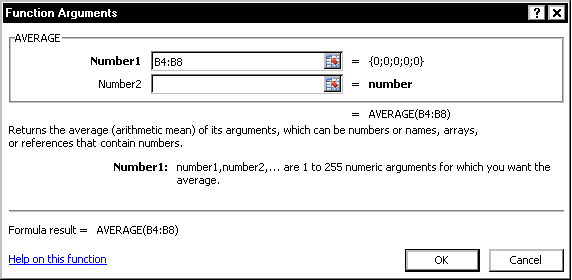 Function Arguments
AVERAGE
Number1 B4:B8 = {0;0;0;0;0}
Number2 = number
= AVERAGE(B4:B8)
Returns the average (arithmetic mean) of its arguments, which can be numbers or names, arrays,
or references that contain numbers.
Number1: number1,number2,... are 1 to 255 numeric arguments for which you want the
average.
Formula result = AVERAGE(B4:B8)
Help on this function
OK Cancel